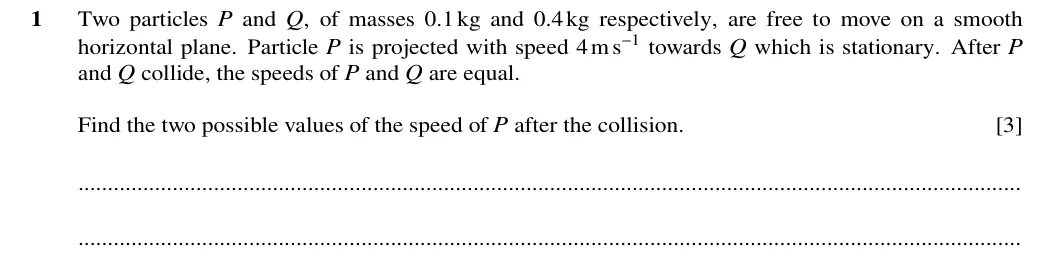 1 Two particles P and Q, of masses 0.1 kg and 0.4 kg respectively, are free to move on a smooth
horizontal plane. Particle P is projected with speed 4 m s⁻¹ towards Q which is stationary. After P
and Q collide, the speeds of P and Q are equal.
Find the two possible values of the speed of P after the collision. [3]